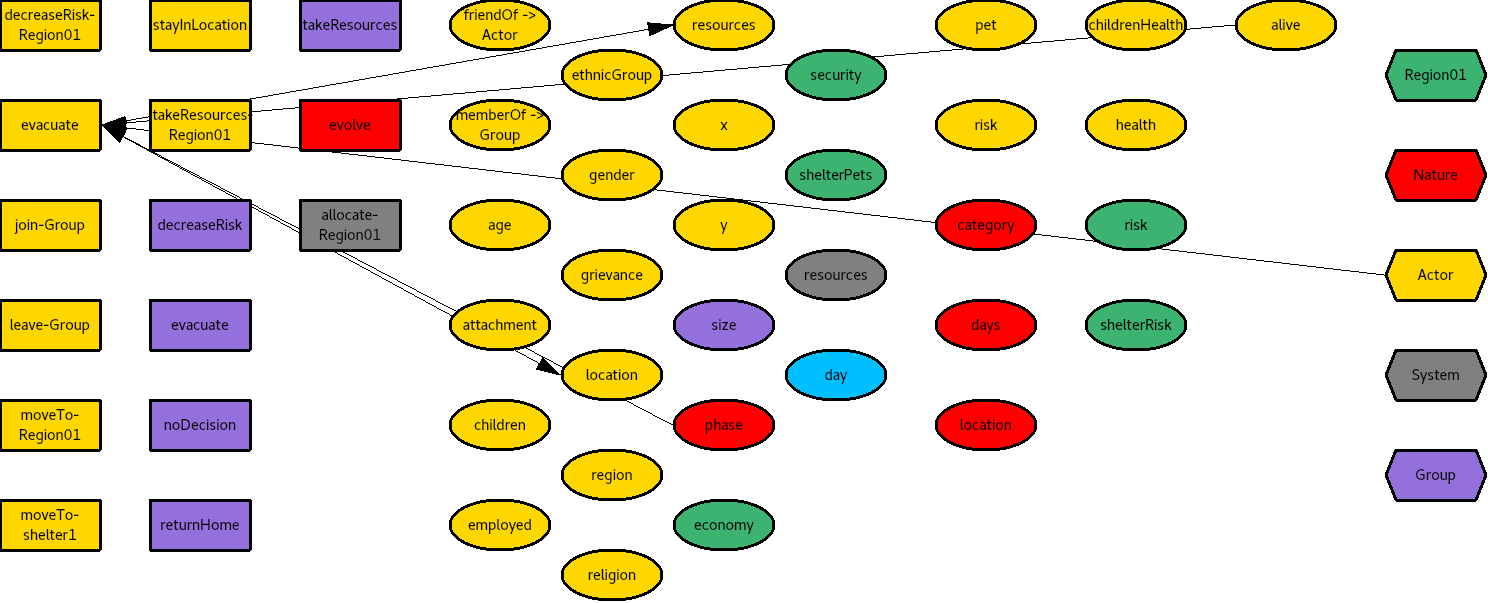 decreaseRisk-
Region01
stayInLocation
takeResources
friendOf ->
Actor
resources
pet
childrenHealth
alive
ethnicGroup
security
Region01
evacuate
takeResources-
Region01
evolve
memberOf ->
Group
x
risk
health
gender
shelterPets
Nature
join-Group
decreaseRisk
allocate-
Region01
age
y
category
risk
grievance
resources
Actor
leave-Group
evacuate
attachment
size
days
shelterRisk
location
day
System
moveTo-
Region01
noDecision
children
phase
location
region
Group
moveTo-
shelter1
returnHome
employed
economy
religion